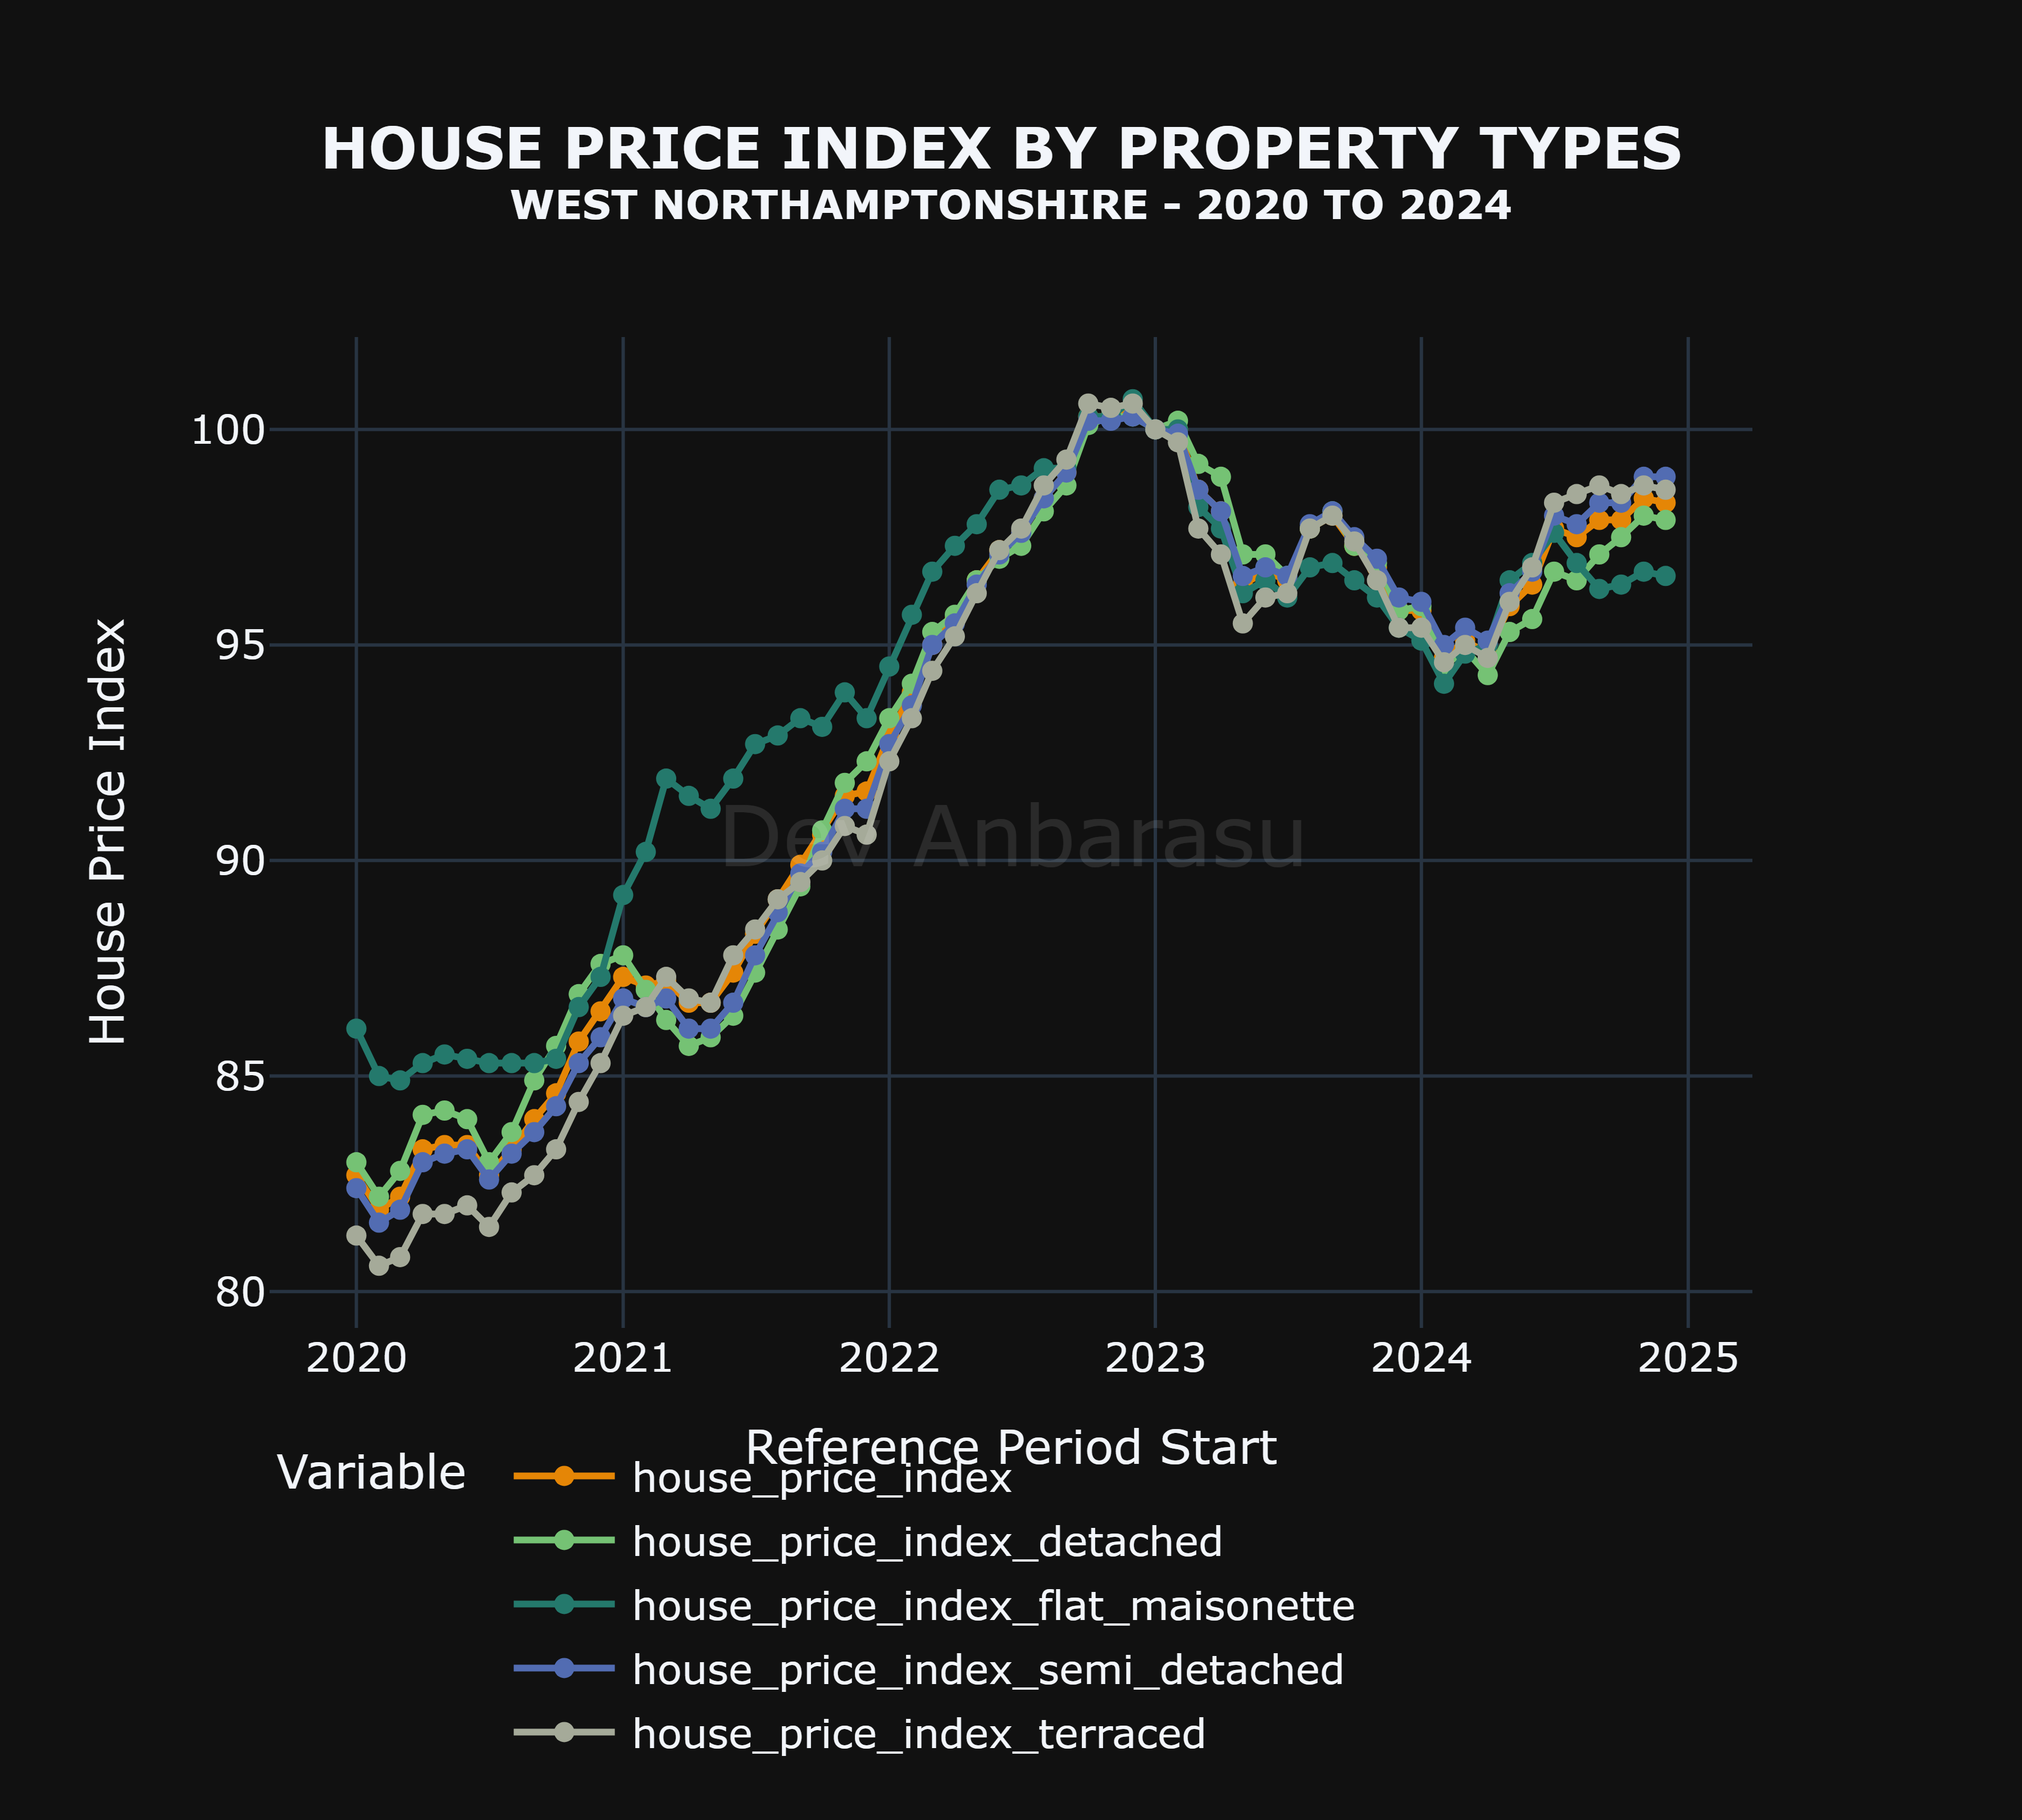 HOUSE PRICE INDEX BY PROPERTY TYPES
WEST NORTHAMPTONSHIRE – 2020 TO 2024
House Price Index
100
95
90
85
80
Dev Anbarasu
2020 2021 2022 2023 2024 2025
Reference Period Start
Variable
house_price_index
house_price_index_detached
house_price_index_flat_maisonette
house_price_index_semi_detached
house_price_index_terraced